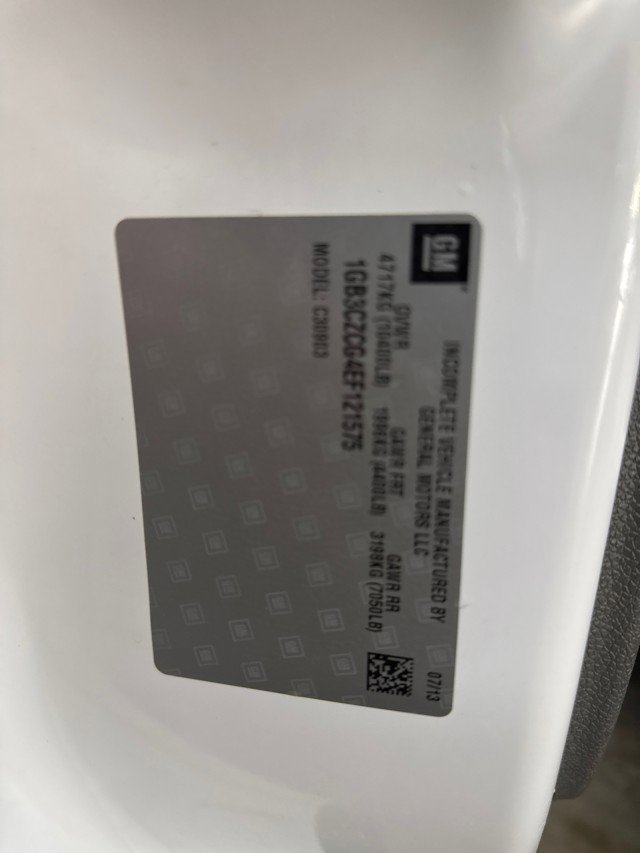 GM
INCOMPLETE VEHICLE MANUFACTURED BY 07/13
GENERAL MOTORS LLC
GVWR GAWR FRT GAWR RR
4717KG (10400LB) 1996KG (4400LB) 3198KG (7050LB)
1GB3CZCG4EF121575
MODEL: C30903